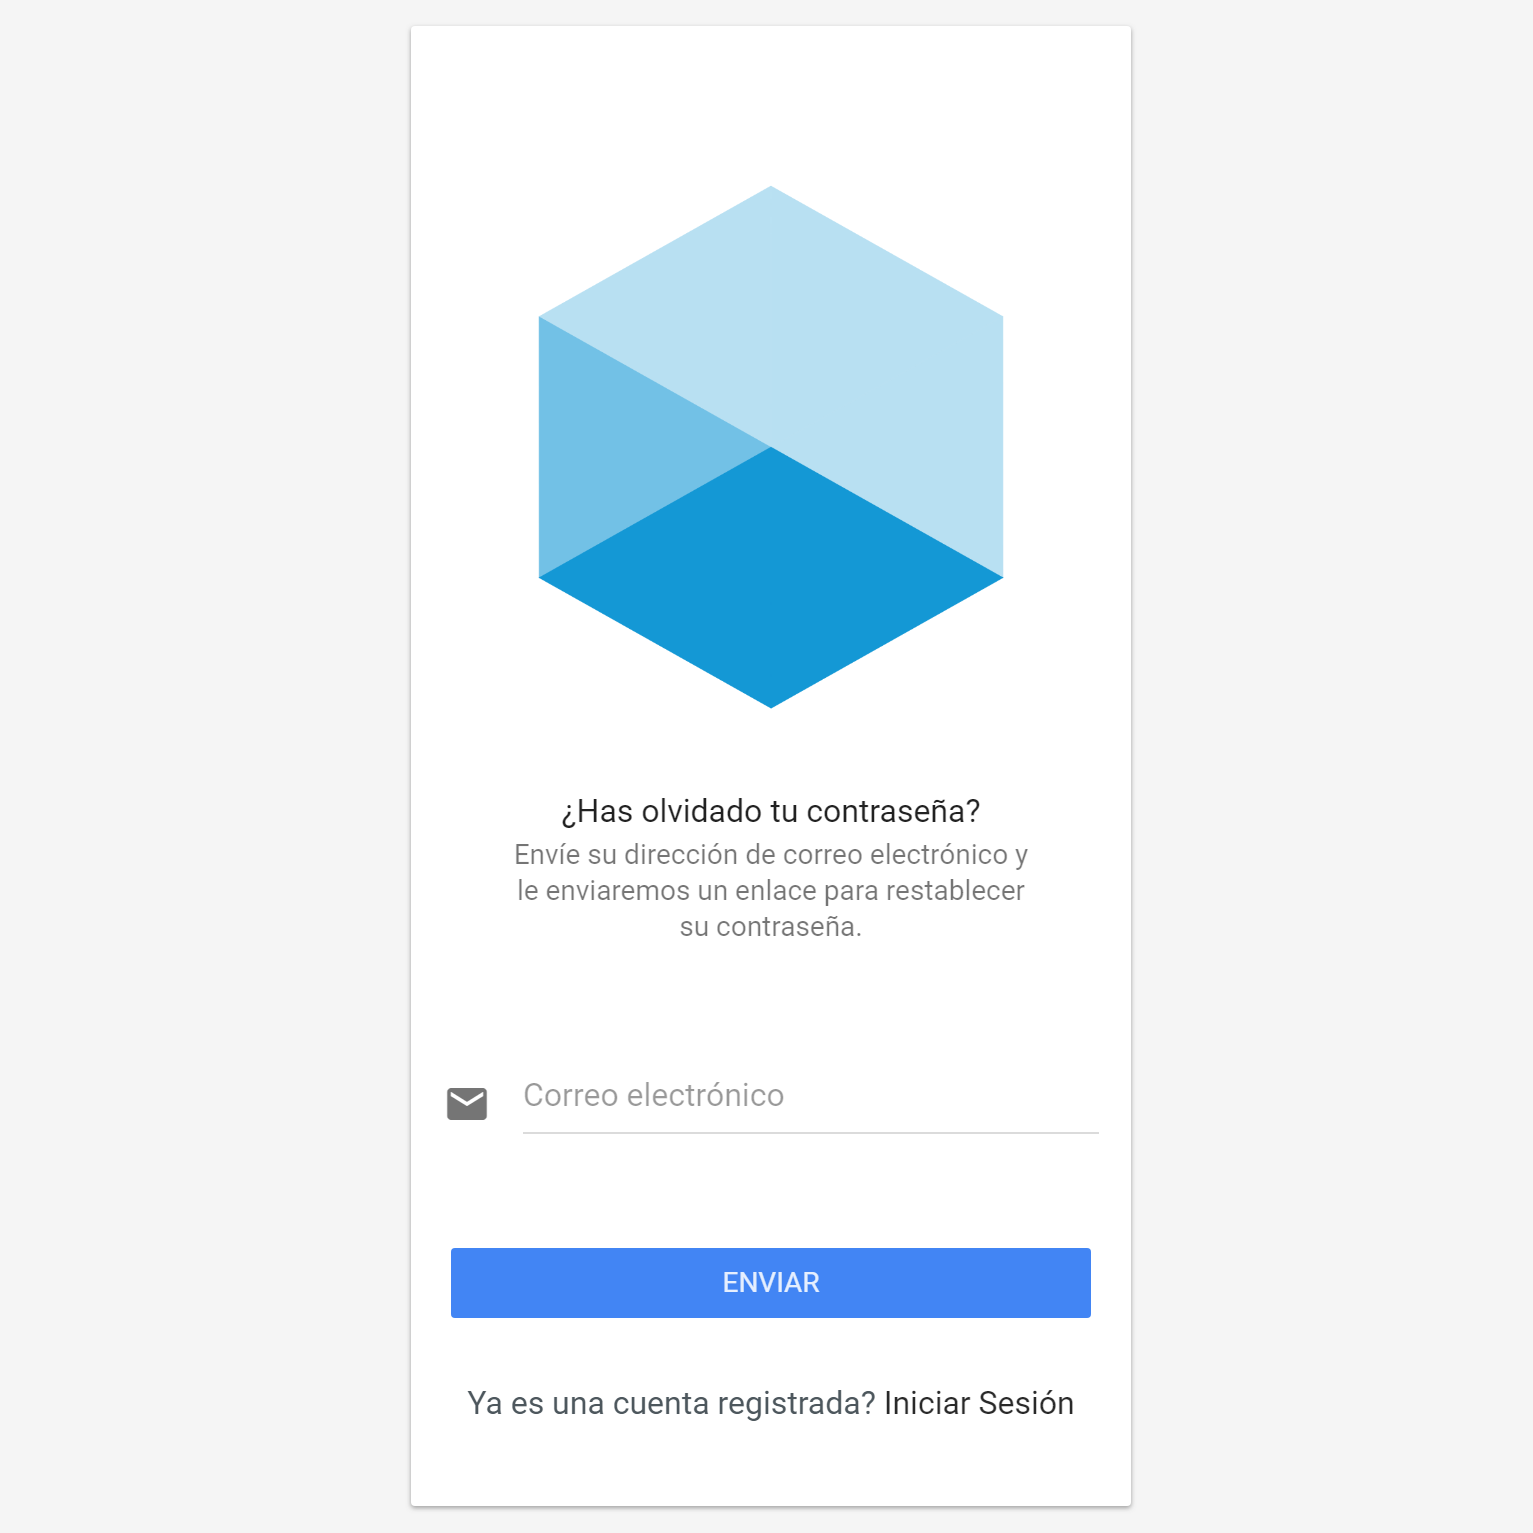 ¿Has olvidado tu contraseña?
Envíe su dirección de correo electrónico y
le enviaremos un enlace para restablecer
su contraseña.
Correo electrónico
ENVIAR
Ya es una cuenta registrada? Iniciar Sesión